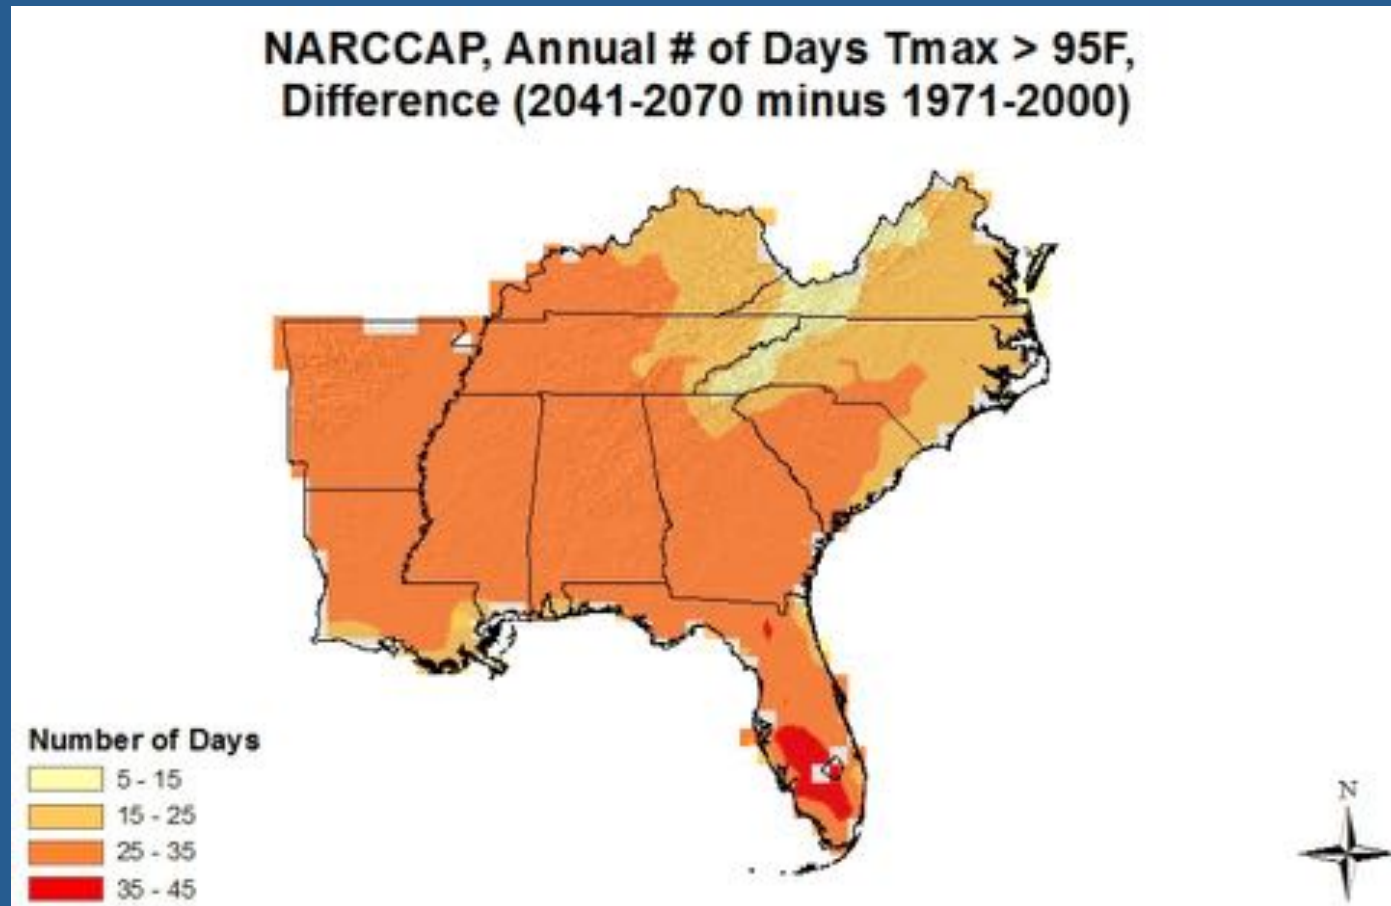 NARCCAP, Annual # of Days Tmax > 95F,
Difference (2041-2070 minus 1971-2000)
Number of Days
5 - 15
15 - 25
25 - 35
35 - 45
N